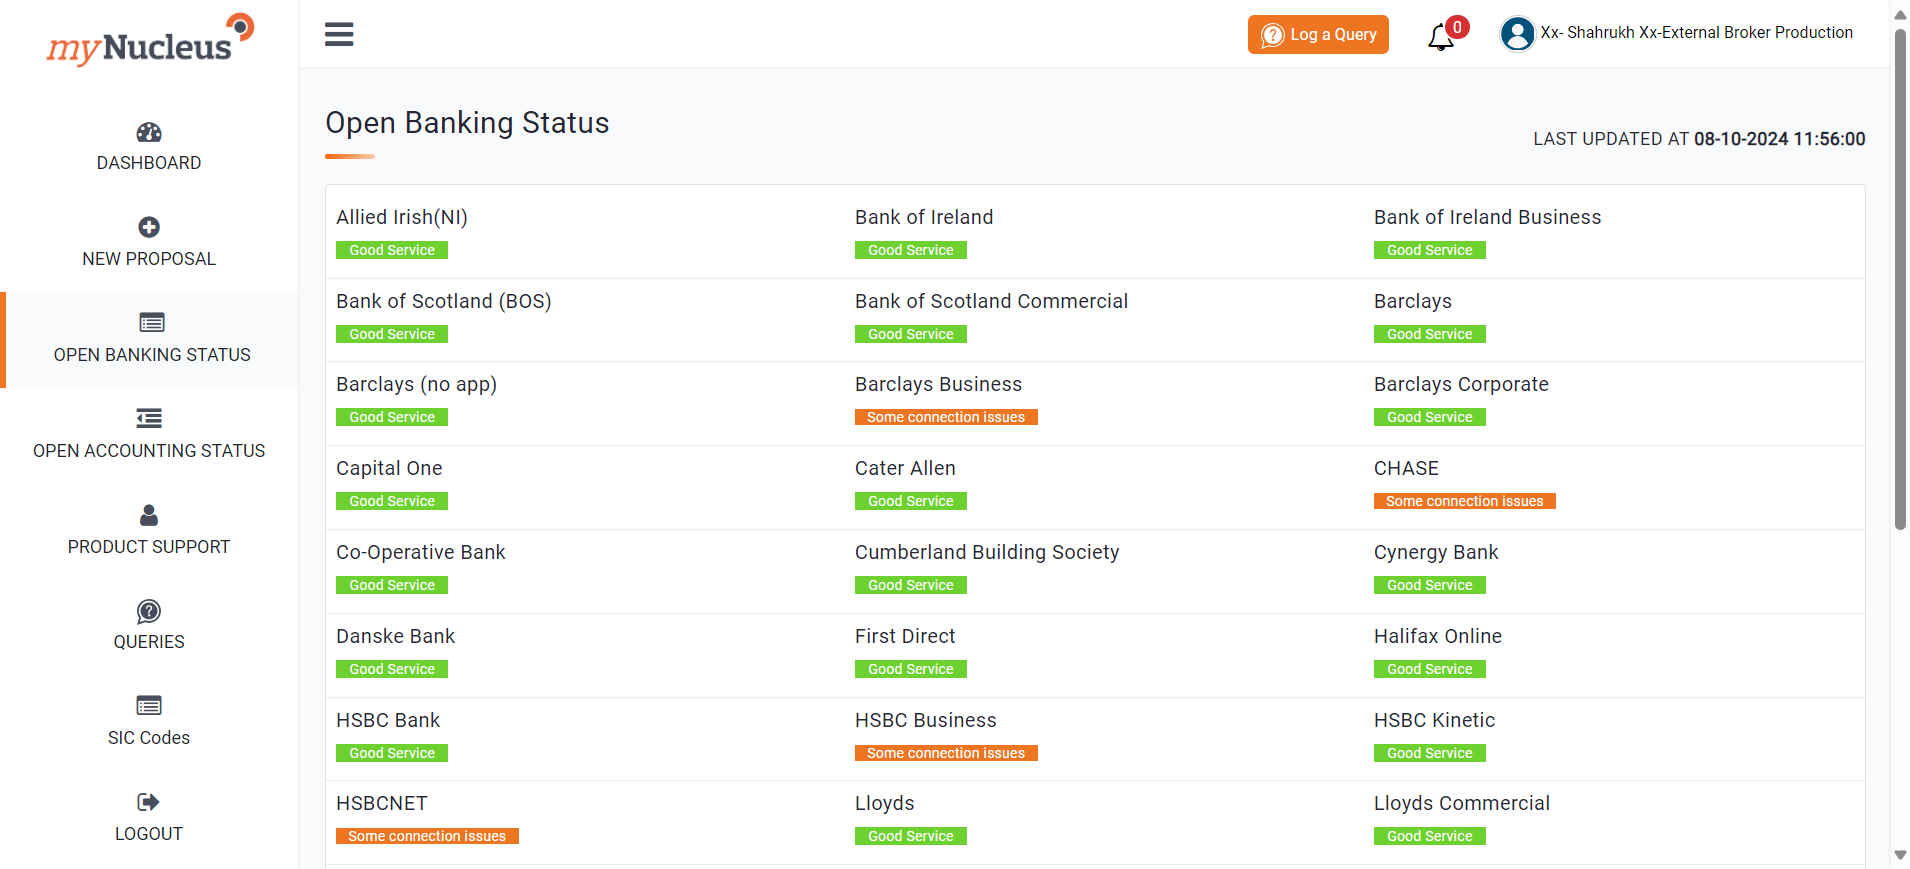 myNucleus
DASHBOARD
NEW PROPOSAL
OPEN BANKING STATUS
OPEN ACCOUNTING STATUS
PRODUCT SUPPORT
QUERIES
SIC Codes
LOGOUT
Log a Query
0
Xx- Shahrukh Xx-External Broker Production
Open Banking Status
LAST UPDATED AT 08-10-2024 11:56:00
Allied Irish(NI)
Good Service
Bank of Ireland
Good Service
Bank of Ireland Business
Good Service
Bank of Scotland (BOS)
Good Service
Bank of Scotland Commercial
Good Service
Barclays
Good Service
Barclays (no app)
Good Service
Barclays Business
Some connection issues
Barclays Corporate
Good Service
Capital One
Good Service
Cater Allen
Good Service
CHASE
Some connection issues
Co-Operative Bank
Good Service
Cumberland Building Society
Good Service
Cynergy Bank
Good Service
Danske Bank
Good Service
First Direct
Good Service
Halifax Online
Good Service
HSBC Bank
Good Service
HSBC Business
Some connection issues
HSBC Kinetic
Good Service
HSBCNET
Some connection issues
Lloyds
Good Service
Lloyds Commercial
Good Service